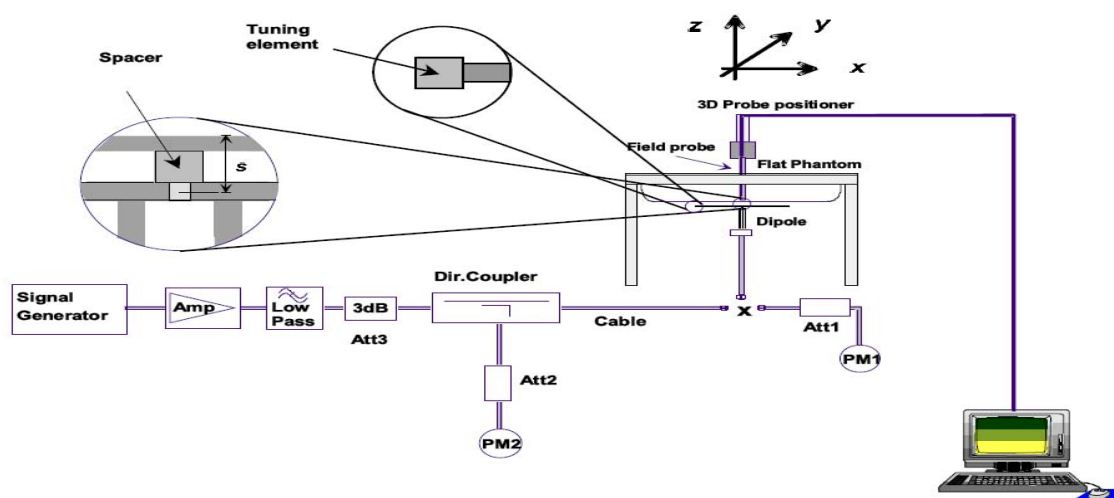 Tuning
element
Spacer
s
z
y
x
3D Probe positioner
Field probe
Flat Phantom
Dipole
Dir.Coupler
Signal
Generator
Amp
Low
Pass
3dB
Att3
Cable
x
Att1
PM1
Att2
PM2